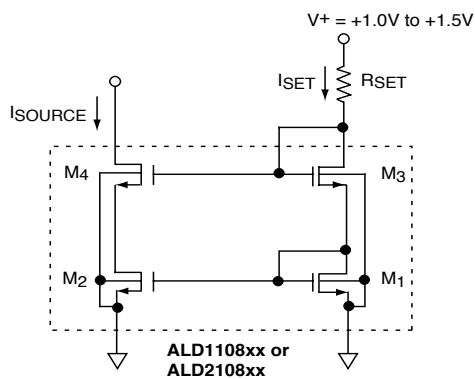 V+ = +1.0V to +1.5V
ISET
RSET
ISOURCE
M4
M3
M2
M1
ALD1108xx or
ALD2108xx